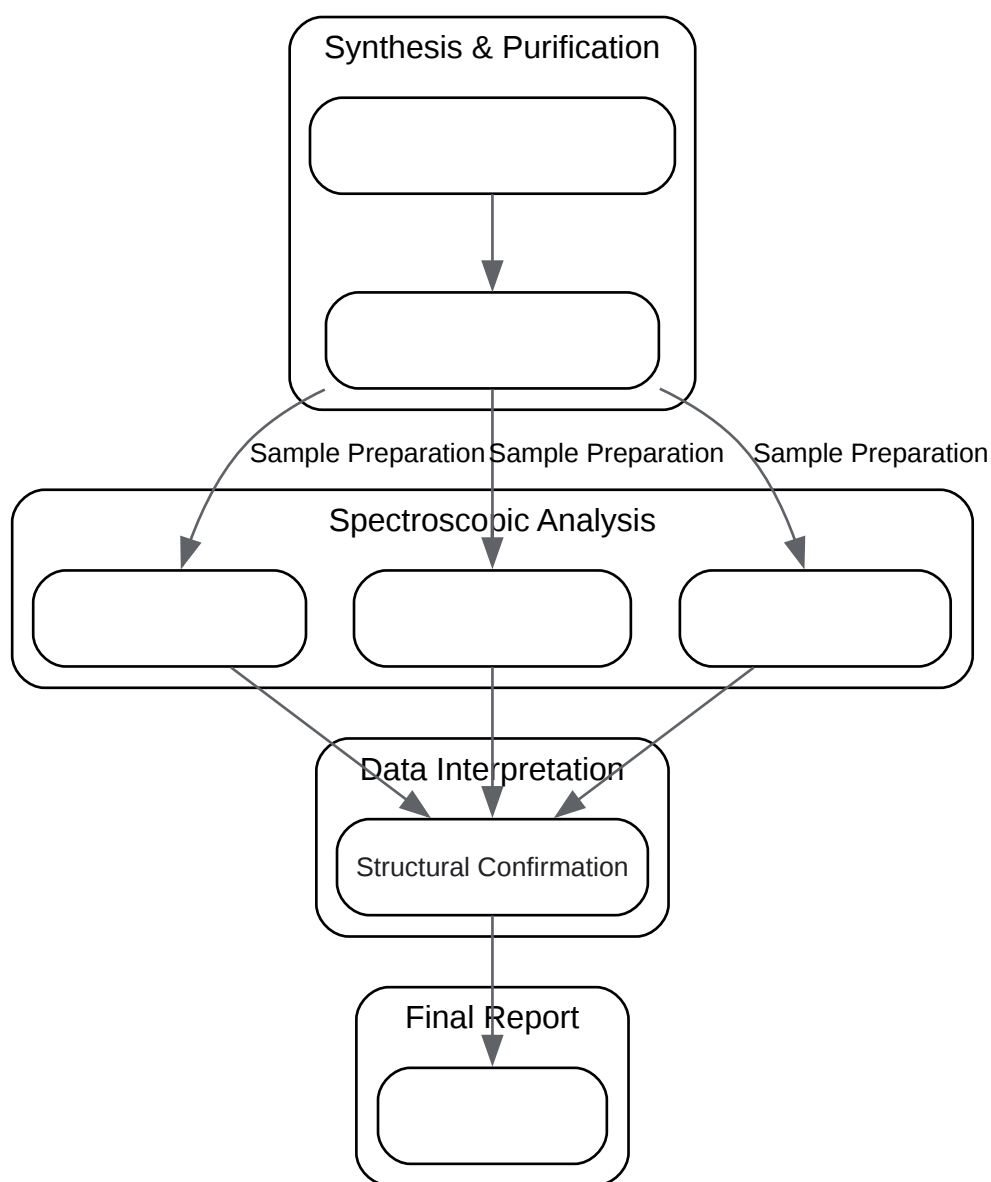 Synthesis & Purification
Sample Preparation
Sample Preparation
Sample Preparation
Spectroscopic Analysis
Data Interpretation
Structural Confirmation
Final Report